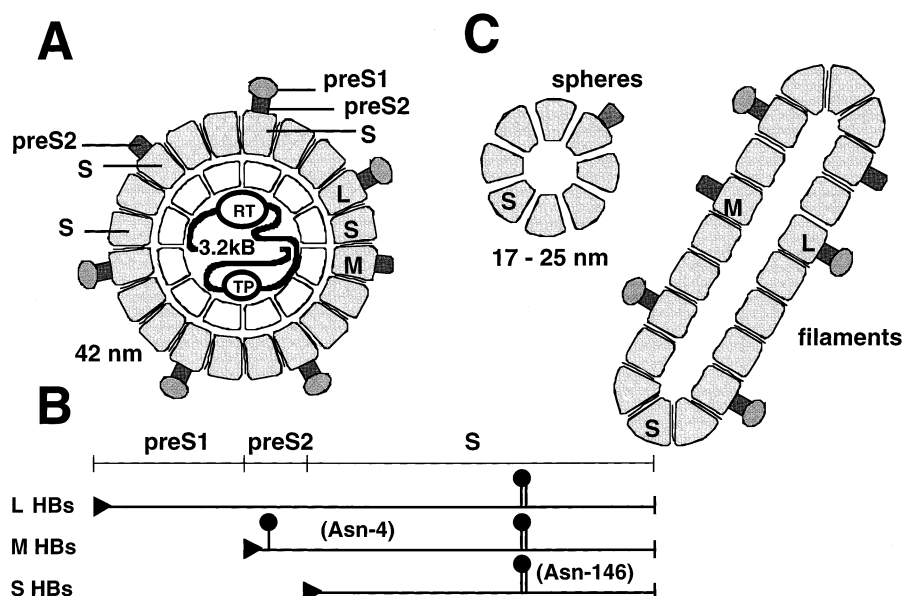 A
preS1
preS2
S
preS2
S
S
L
S
M
RT
3.2kB
TP
42 nm
C
spheres
S
17 - 25 nm
M
L
S
filaments
B
preS1 preS2 S
L HBs
M HBs (Asn-4)
S HBs (Asn-146)